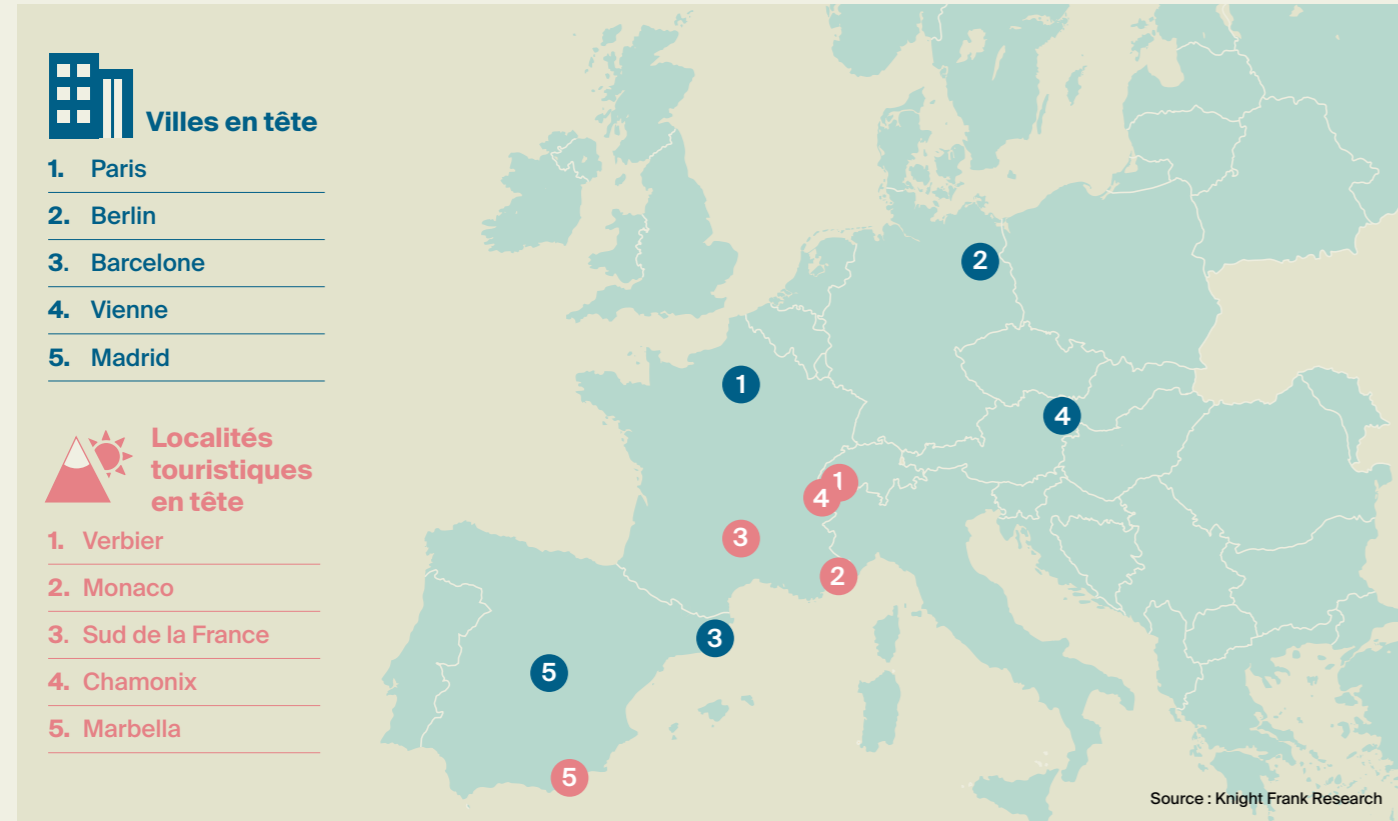 Villes en tête
1. Paris
2. Berlin
3. Barcelone
4. Vienne
5. Madrid
Localités
touristiques
en tête
1. Verbier
2. Monaco
3. Sud de la France
4. Chamonix
5. Marbella
2
1
4
1
4
3
2
3
5
5
Source : Knight Frank Research